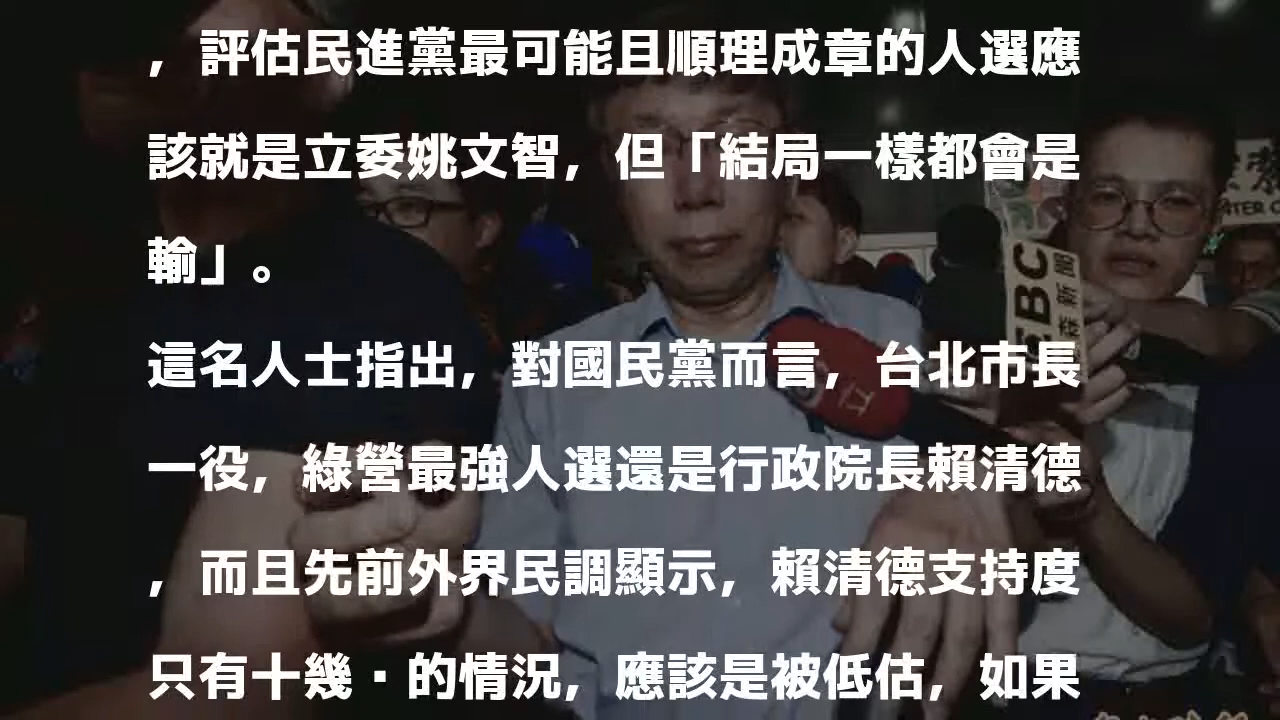 ，評估民進黨最可能且順理成章的人選應
該就是立委姚文智，但「結局一樣都會是
輸」。
這名人士指出，對國民黨而言，台北市長
一役，綠營最強人選還是行政院長賴清德
，而且先前外界民調顯示，賴清德支持度
只有十幾·的情況，應該是被低估，如果